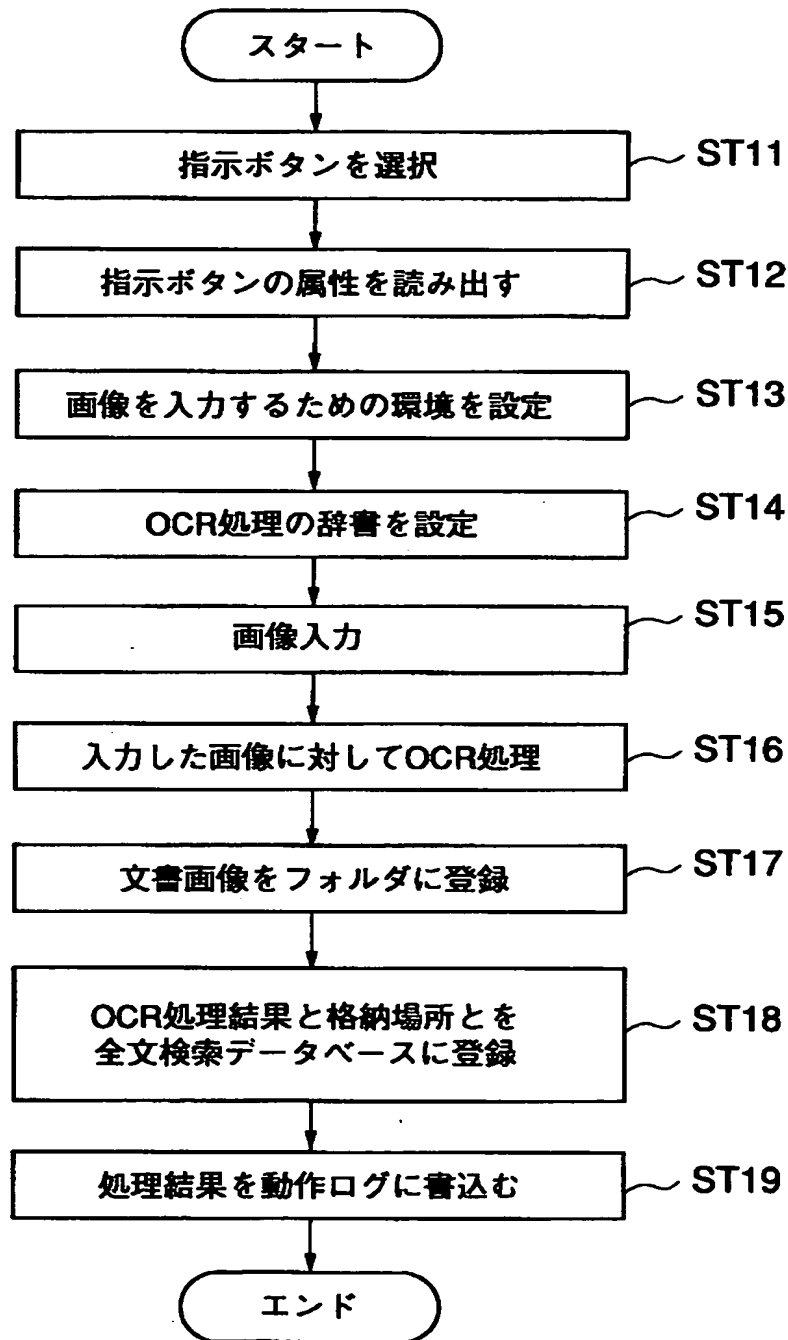 スタート
指示ボタンを選択 ST11
指示ボタンの属性を読み出す ST12
画像を入力するための環境を設定 ST13
OCR処理の辞書を設定 ST14
画像入力 ST15
入力した画像に対してOCR処理 ST16
文書画像をフォルダに登録 ST17
OCR処理結果と格納場所とを
全文検索データベースに登録 ST18
処理結果を動作ログに書込む ST19
エンド